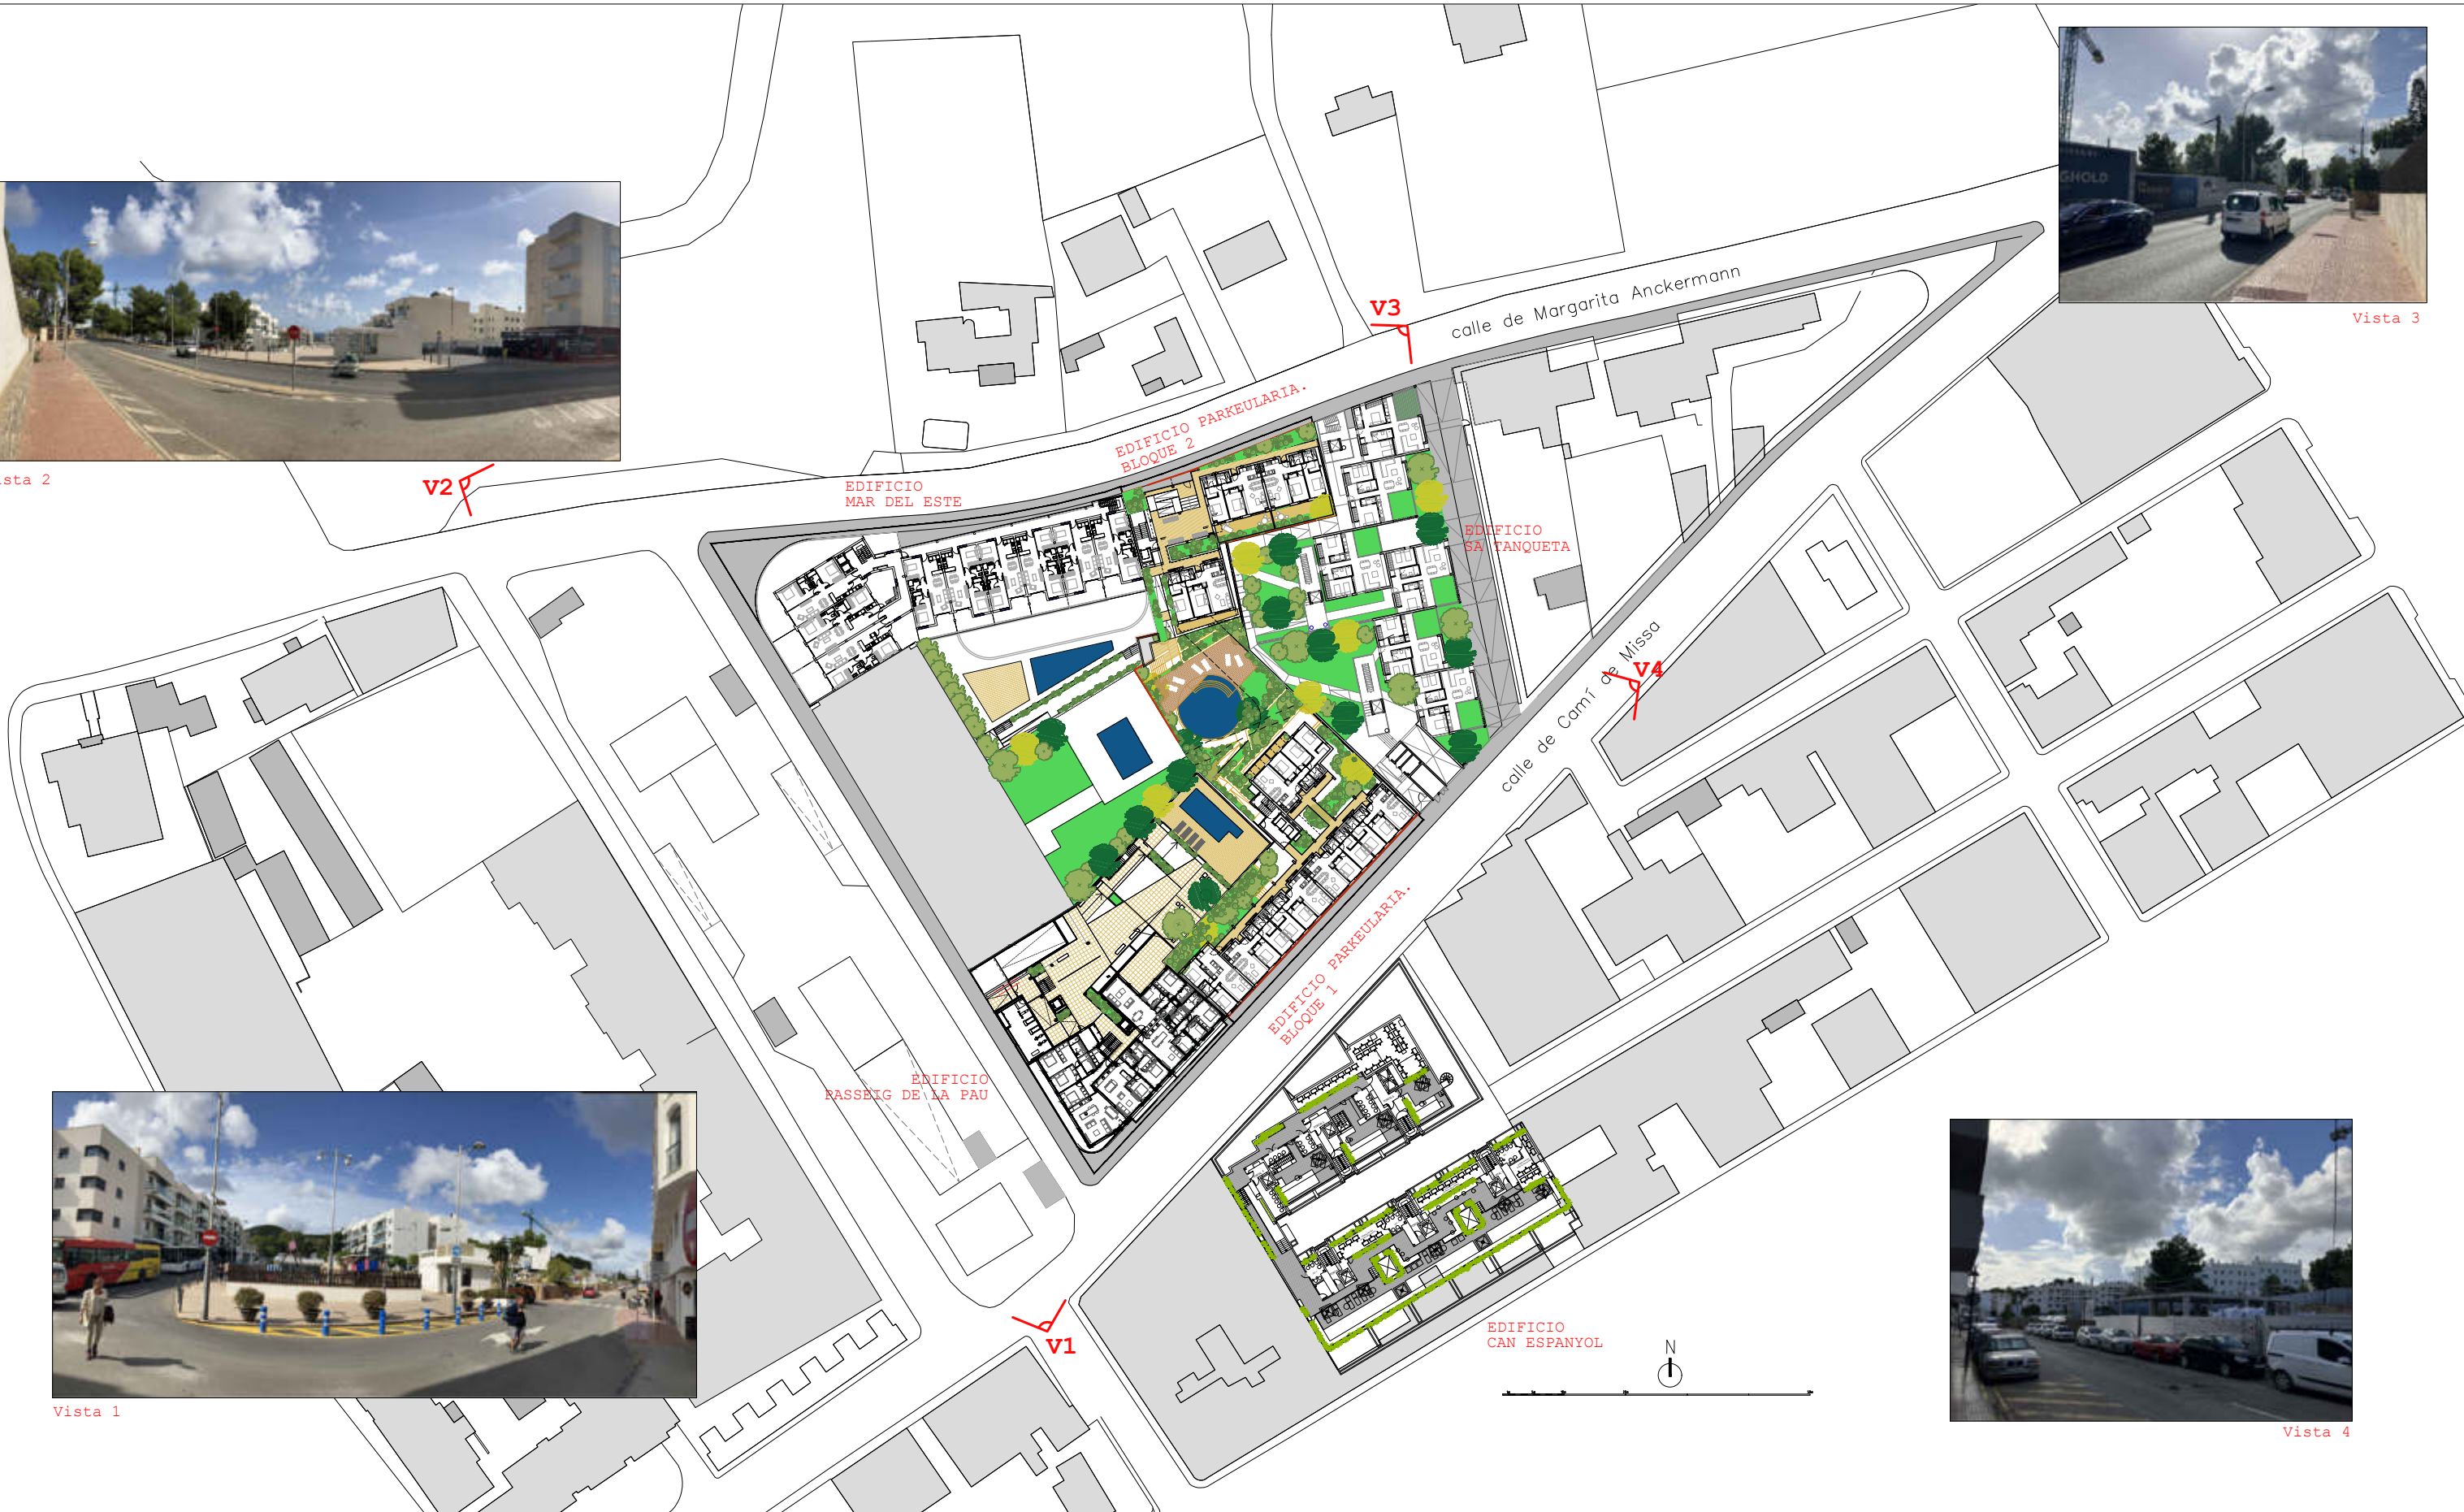 Vista 3
V3
calle de Margarita Anckermann
EDIFICIO PARKEULARIA.
BLOQUE 2
V2
EDIFICIO
MAR DEL ESTE
EDIFICIO
SA TANQUETA
calle de Camí de Missa
V4
EDIFICIO PARKEULARIA.
BLOQUE 1
EDIFICIO
PASSEIG DE LA PAU
EDIFICIO
CAN ESPANYOL
N
V1
Vista 1
Vista 4